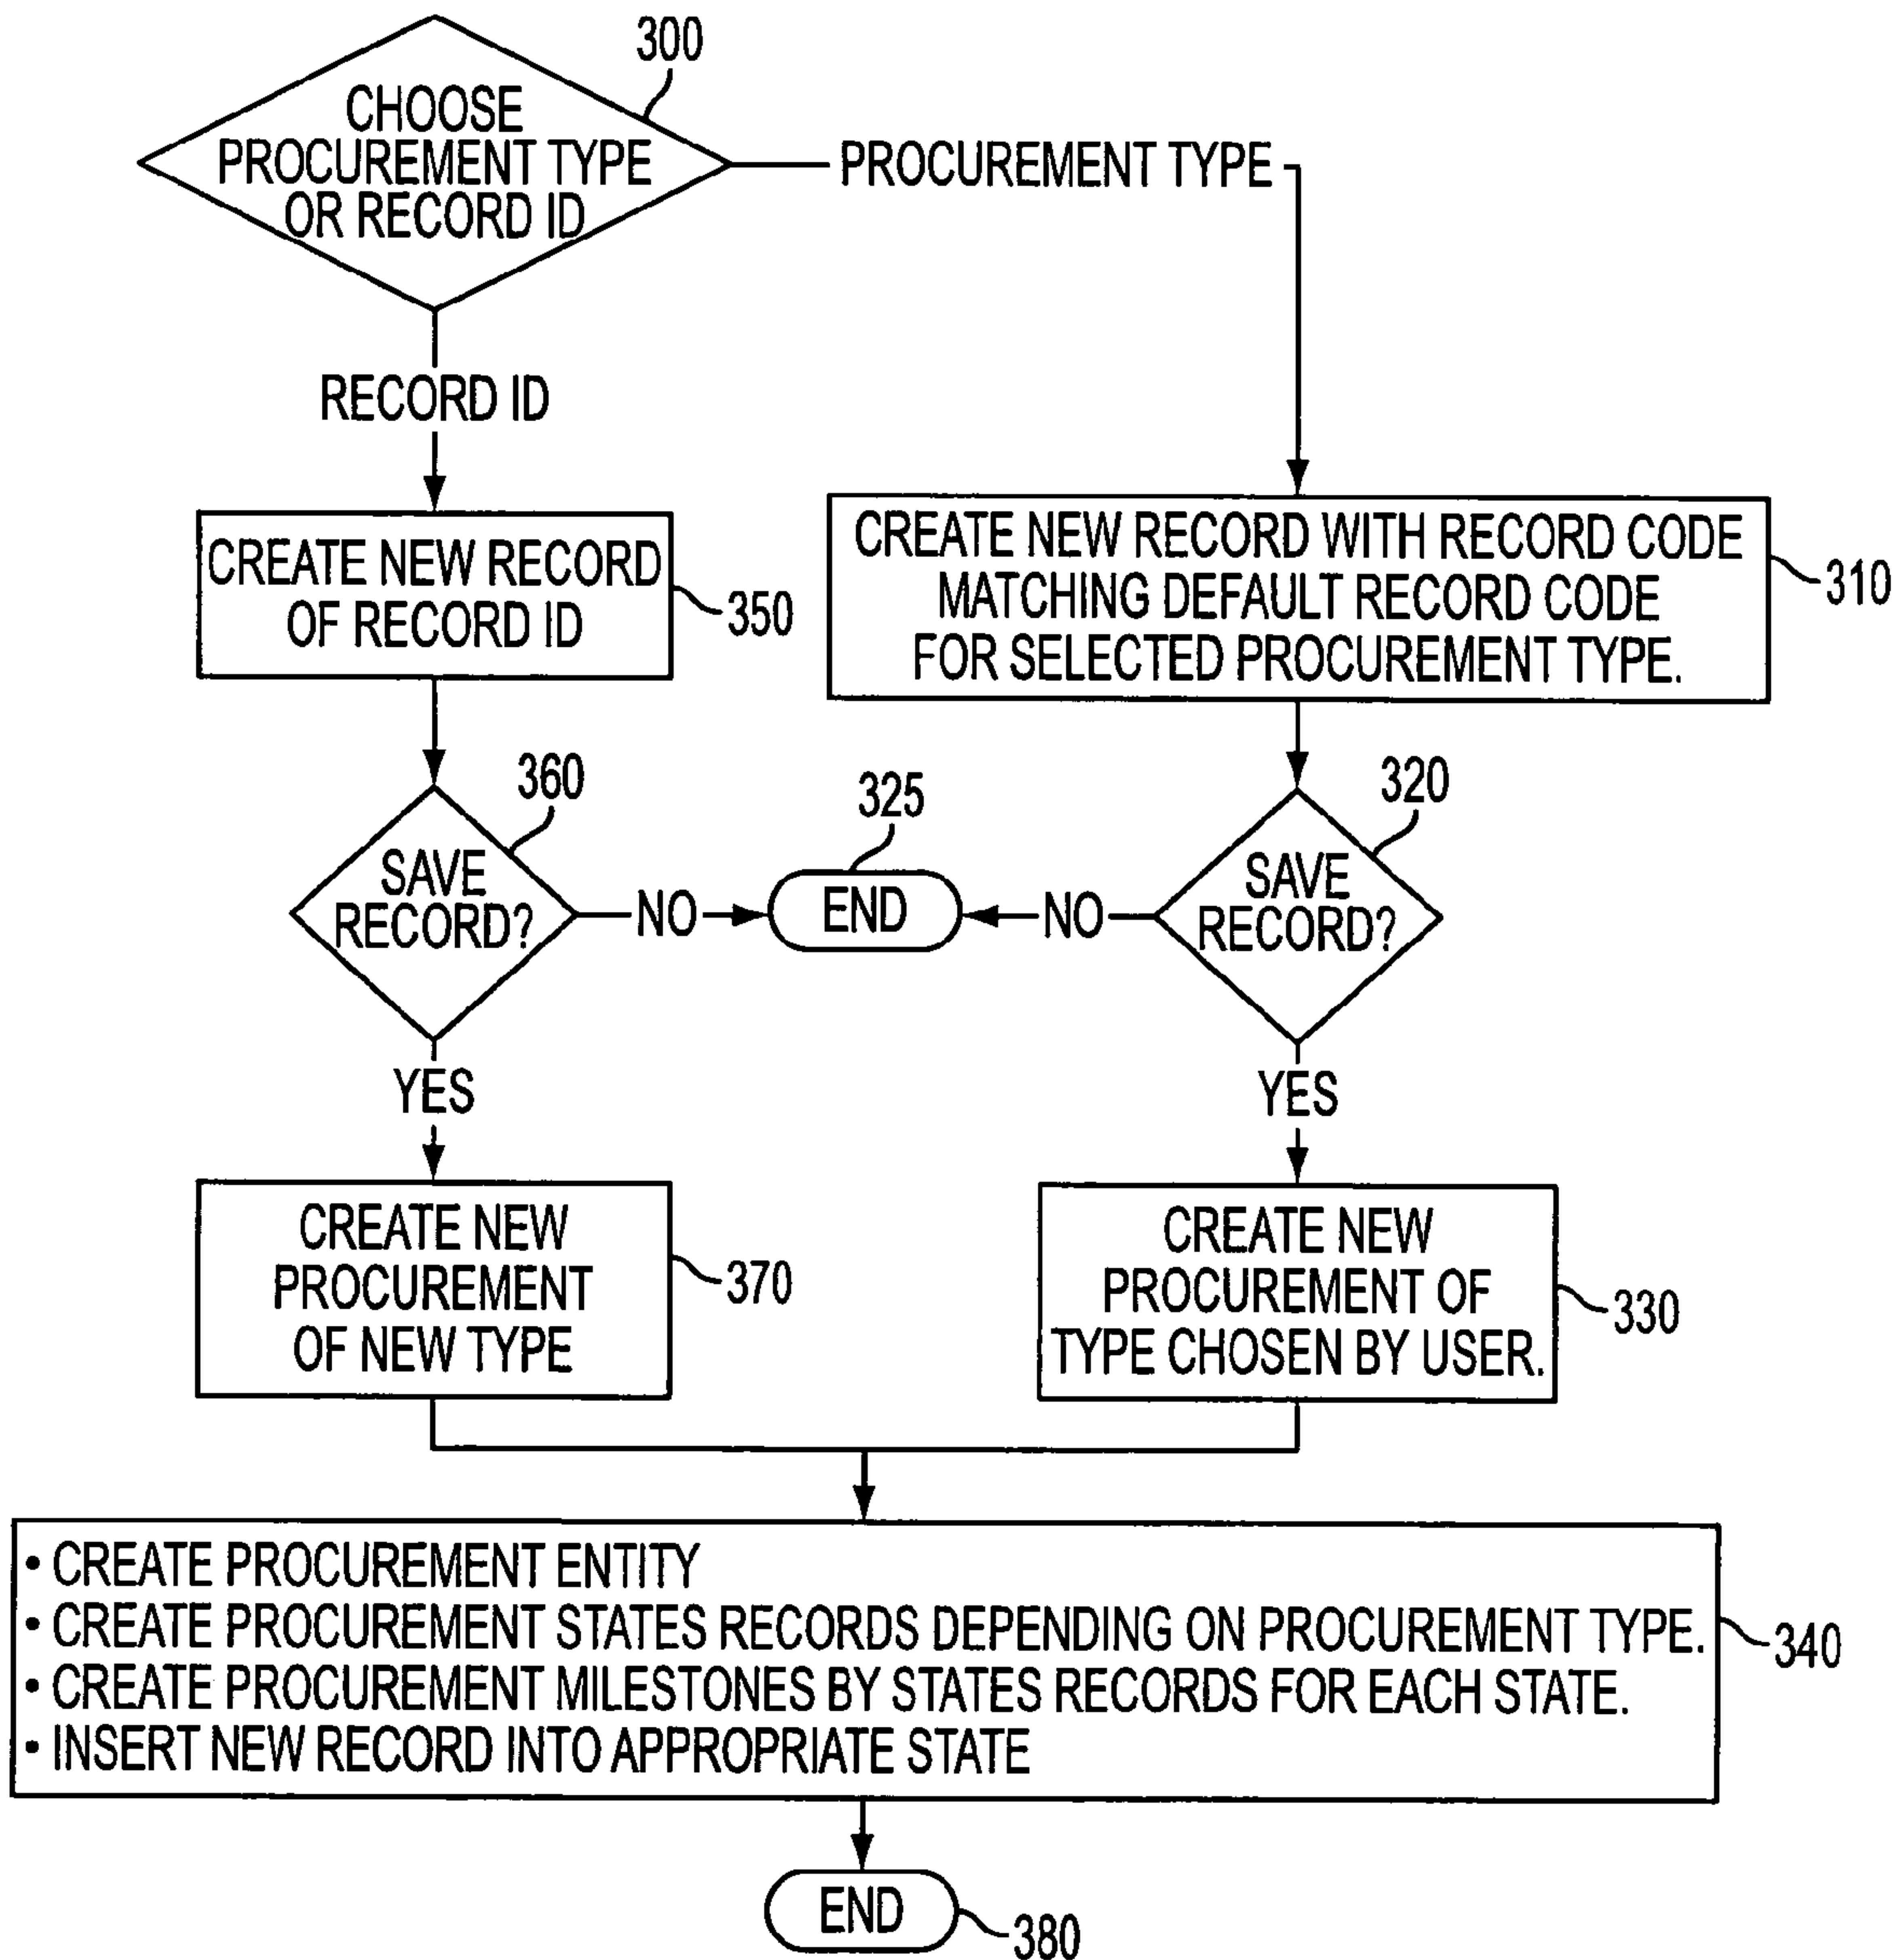 300
CHOOSE
PROCUREMENT TYPE
OR RECORD ID
PROCUREMENT TYPE
RECORD ID
CREATE NEW RECORD
OF RECORD ID
350
CREATE NEW RECORD WITH RECORD CODE
MATCHING DEFAULT RECORD CODE
FOR SELECTED PROCUREMENT TYPE.
310
360
SAVE
RECORD?
NO
325
END
NO
320
SAVE
RECORD?
YES
YES
CREATE NEW
PROCUREMENT
OF NEW TYPE
370
CREATE NEW
PROCUREMENT OF
TYPE CHOSEN BY USER.
330
• CREATE PROCUREMENT ENTITY
• CREATE PROCUREMENT STATES RECORDS DEPENDING ON PROCUREMENT TYPE.
• CREATE PROCUREMENT MILESTONES BY STATES RECORDS FOR EACH STATE.
• INSERT NEW RECORD INTO APPROPRIATE STATE
340
END
380